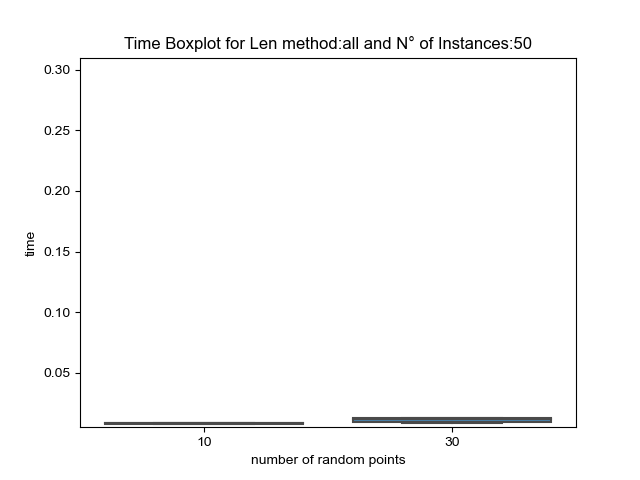 Time Boxplot for Len method:all and N° of Instances:50
0.30
0.25
0.20
0.15
0.10
0.05
time
10 30
number of random points